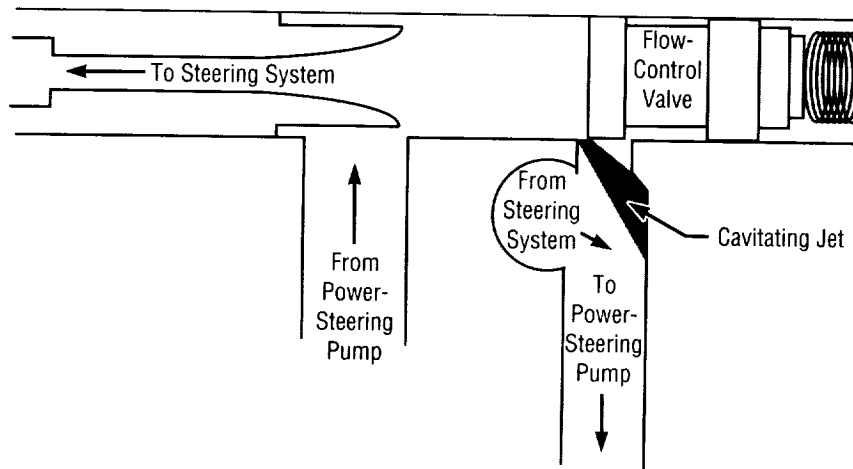 To Steering System
Flow-
Control
Valve
From
Steering
System
Cavitating Jet
From
Power-
Steering
Pump
To
Power-
Steering
Pump